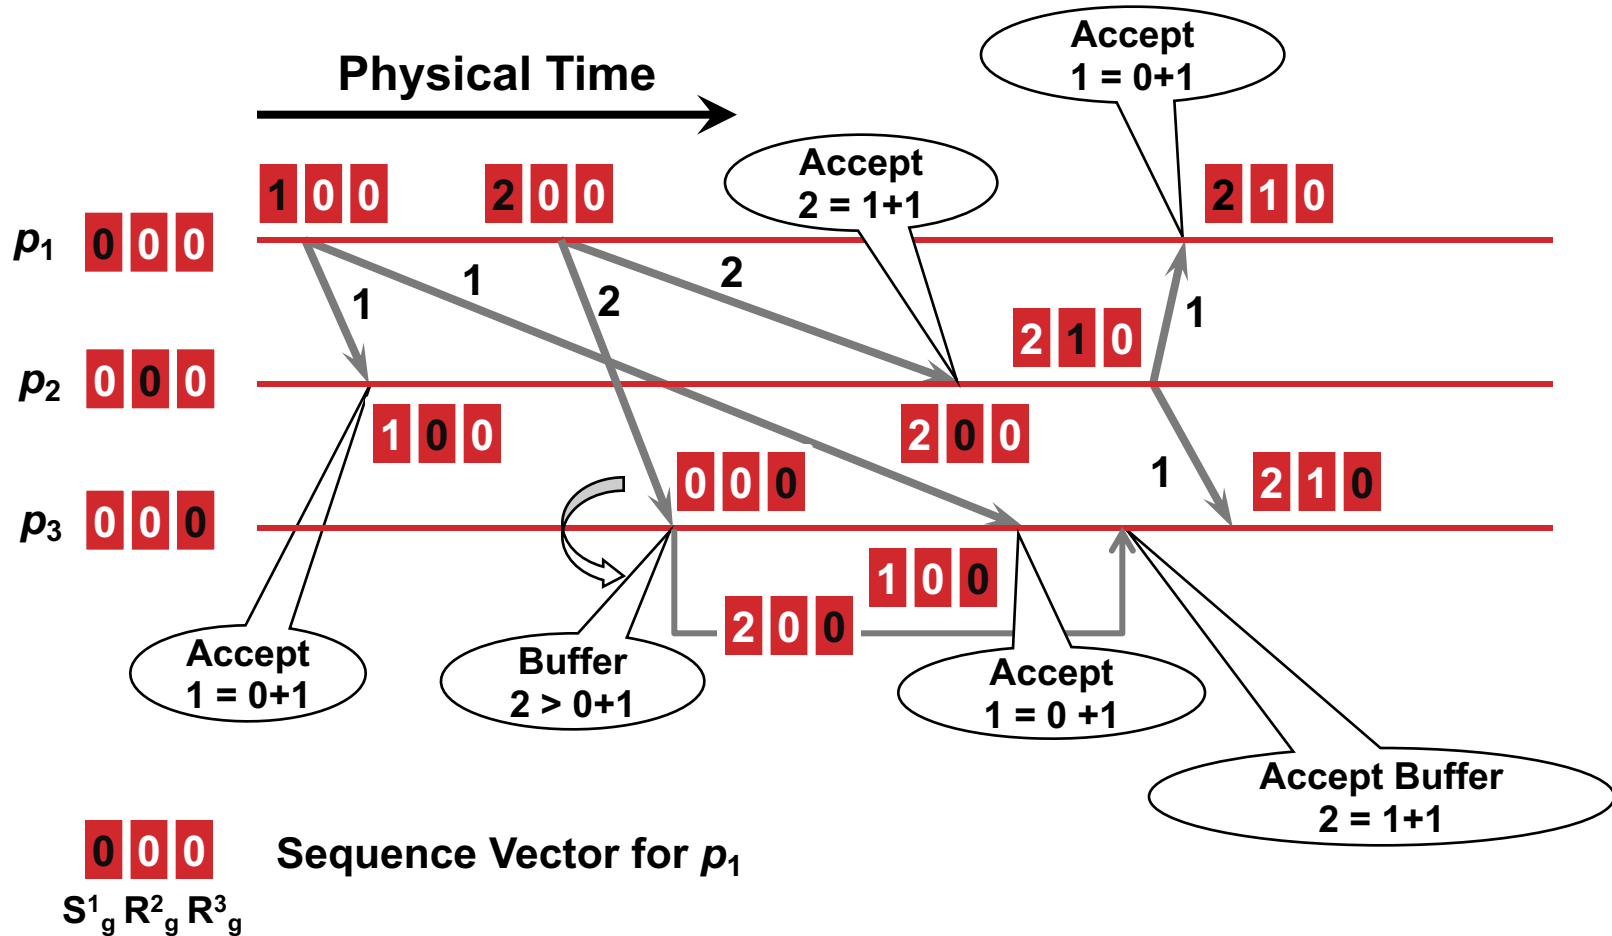 Accept
1 = 0+1
Physical Time
Accept
2 = 1+1
1 0 0
2 0 0
2 1 0
p1 0 0 0
1
1
2
2
1
2 1 0
p2 0 0 0
1 0 0
2 0 0
0 0 0
1
2 1 0
p3 0 0 0
1 0 0
2 0 0
Accept
1 = 0+1
Buffer
2 > 0+1
Accept
1 = 0 +1
Accept Buffer
2 = 1+1
0 0 0
Sequence Vector for p1
S1g R2g R3g